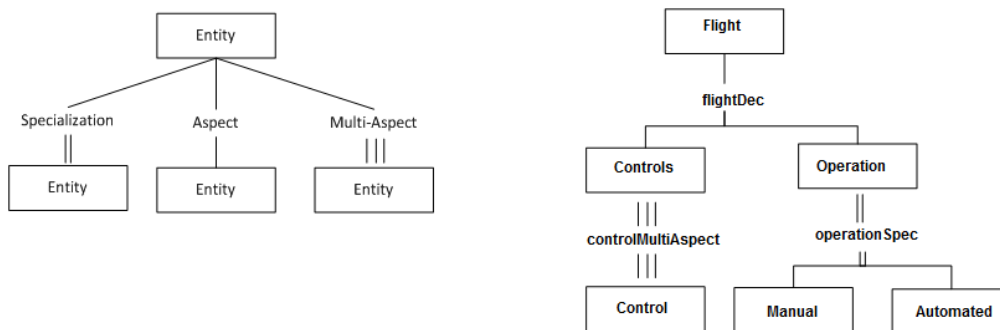 Entity
Specialization
Aspect
Multi-Aspect
Entity
Entity
Entity
Flight
flightDec
Controls
Operation
controlMultiAspect
operationSpec
Control
Manual
Automated